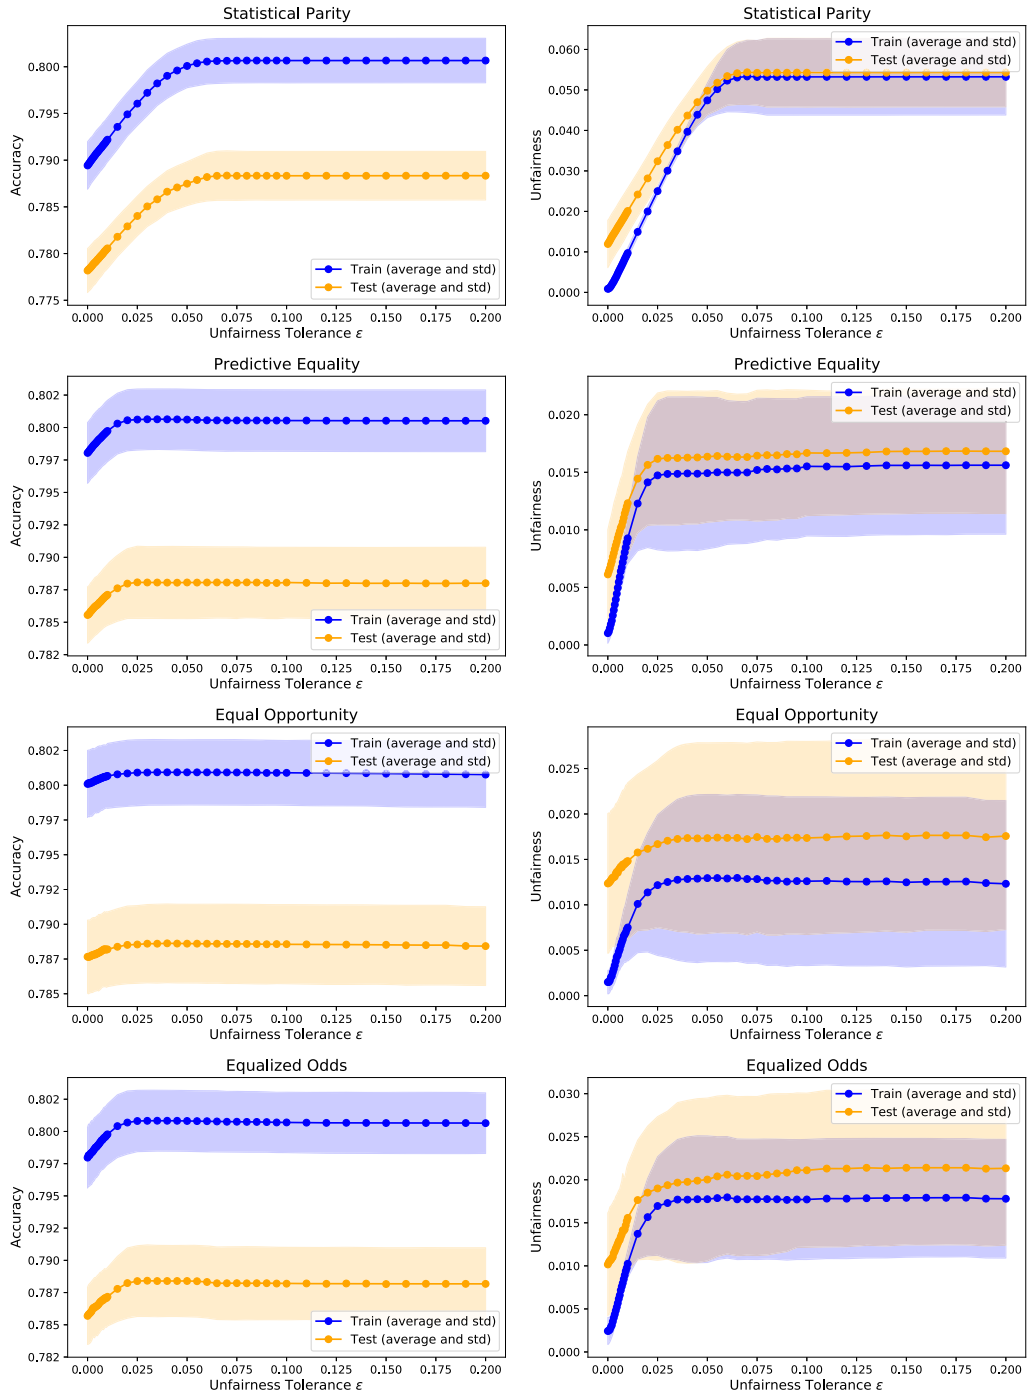 Statistical Parity
Accuracy
0.800
0.795
0.790
0.785
0.780
0.775
Train (average and std)
Test (average and std)
0.000 0.025 0.050 0.075 0.100 0.125 0.150 0.175 0.200
Unfairness Tolerance ε
Statistical Parity
Unfairness
0.060
0.050
0.040
0.030
0.020
0.010
0.000
Train (average and std)
Test (average and std)
0.000 0.025 0.050 0.075 0.100 0.125 0.150 0.175 0.200
Unfairness Tolerance ε
Predictive Equality
Accuracy
0.802
0.800
0.797
0.795
0.792
0.790
0.787
0.785
0.782
Train (average and std)
Test (average and std)
0.000 0.025 0.050 0.075 0.100 0.125 0.150 0.175 0.200
Unfairness Tolerance ε
Predictive Equality
Unfairness
0.020
0.015
0.010
0.005
0.000
Train (average and std)
Test (average and std)
0.000 0.025 0.050 0.075 0.100 0.125 0.150 0.175 0.200
Unfairness Tolerance ε
Equal Opportunity
Accuracy
0.802
0.800
0.797
0.795
0.792
0.790
0.787
0.785
Train (average and std)
Test (average and std)
0.000 0.025 0.050 0.075 0.100 0.125 0.150 0.175 0.200
Unfairness Tolerance ε
Equal Opportunity
Unfairness
0.025
0.020
0.015
0.010
0.005
0.000
Train (average and std)
Test (average and std)
0.000 0.025 0.050 0.075 0.100 0.125 0.150 0.175 0.200
Unfairness Tolerance ε
Equalized Odds
Accuracy
0.802
0.800
0.797
0.795
0.792
0.790
0.787
0.785
0.782
Train (average and std)
Test (average and std)
0.000 0.025 0.050 0.075 0.100 0.125 0.150 0.175 0.200
Unfairness Tolerance ε
Equalized Odds
Unfairness
0.030
0.025
0.020
0.015
0.010
0.005
0.000
Train (average and std)
Test (average and std)
0.000 0.025 0.050 0.075 0.100 0.125 0.150 0.175 0.200
Unfairness Tolerance ε